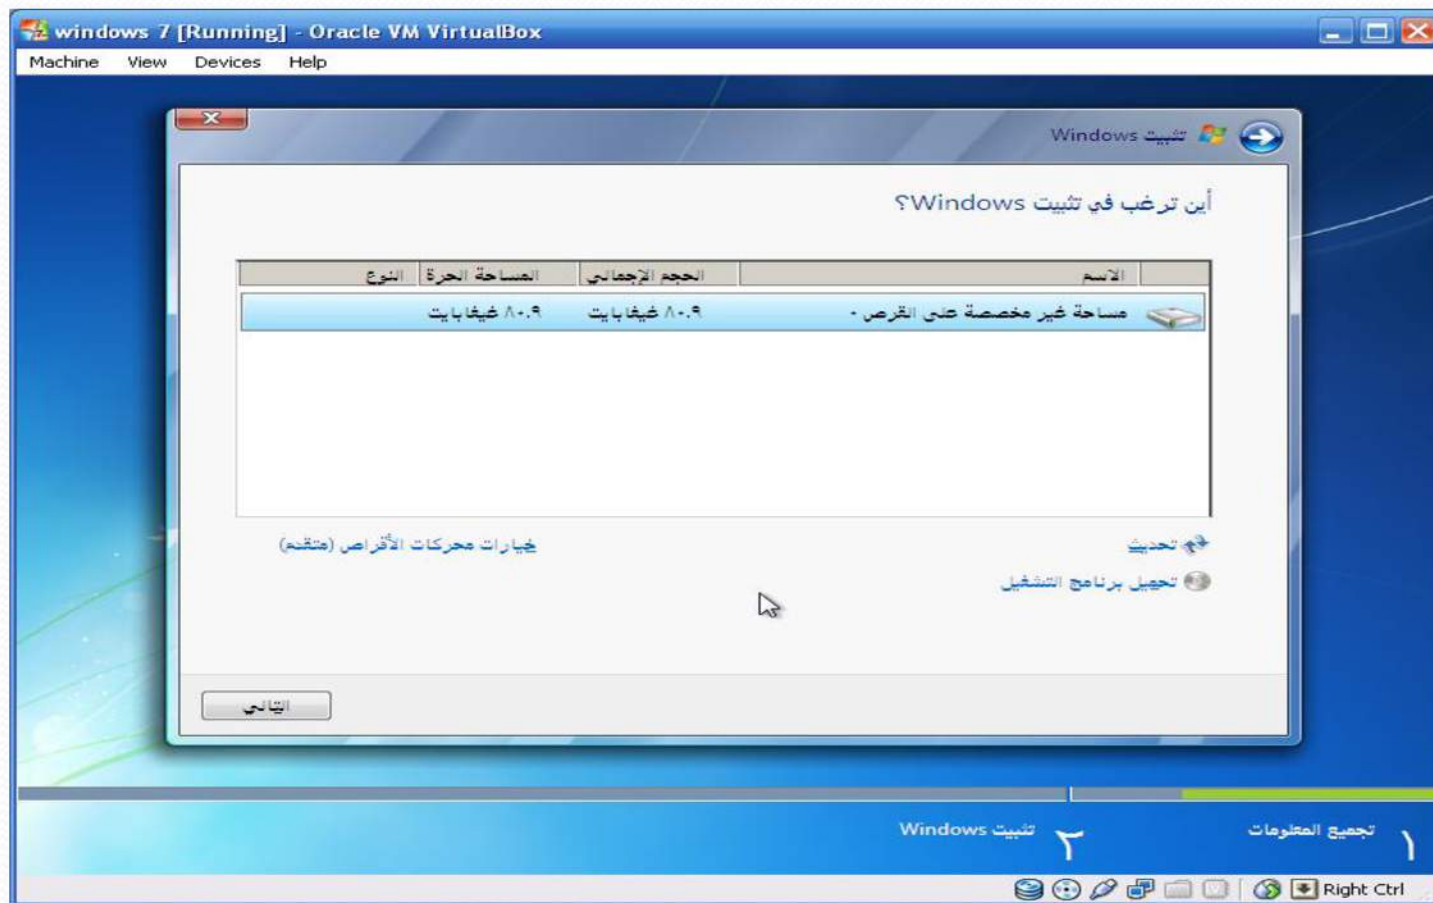 windows 7 [Running] - Oracle VM VirtualBox
Machine View Devices Help
تثبيت Windows
أين ترغب في تثبيت Windows؟
الاسم الحجم الإجمالي المساحة الحرة النوع
مساحة غير مخصصة على القرص ٠ ٨٠.٩ غيغابايت ٨٠.٩ غيغابايت
تحديث خيارات محركات الأقراص (متقدم)
تحميل برنامج التشغيل
التالي
١ تجميع المعلومات ٢ تثبيت Windows
Right Ctrl